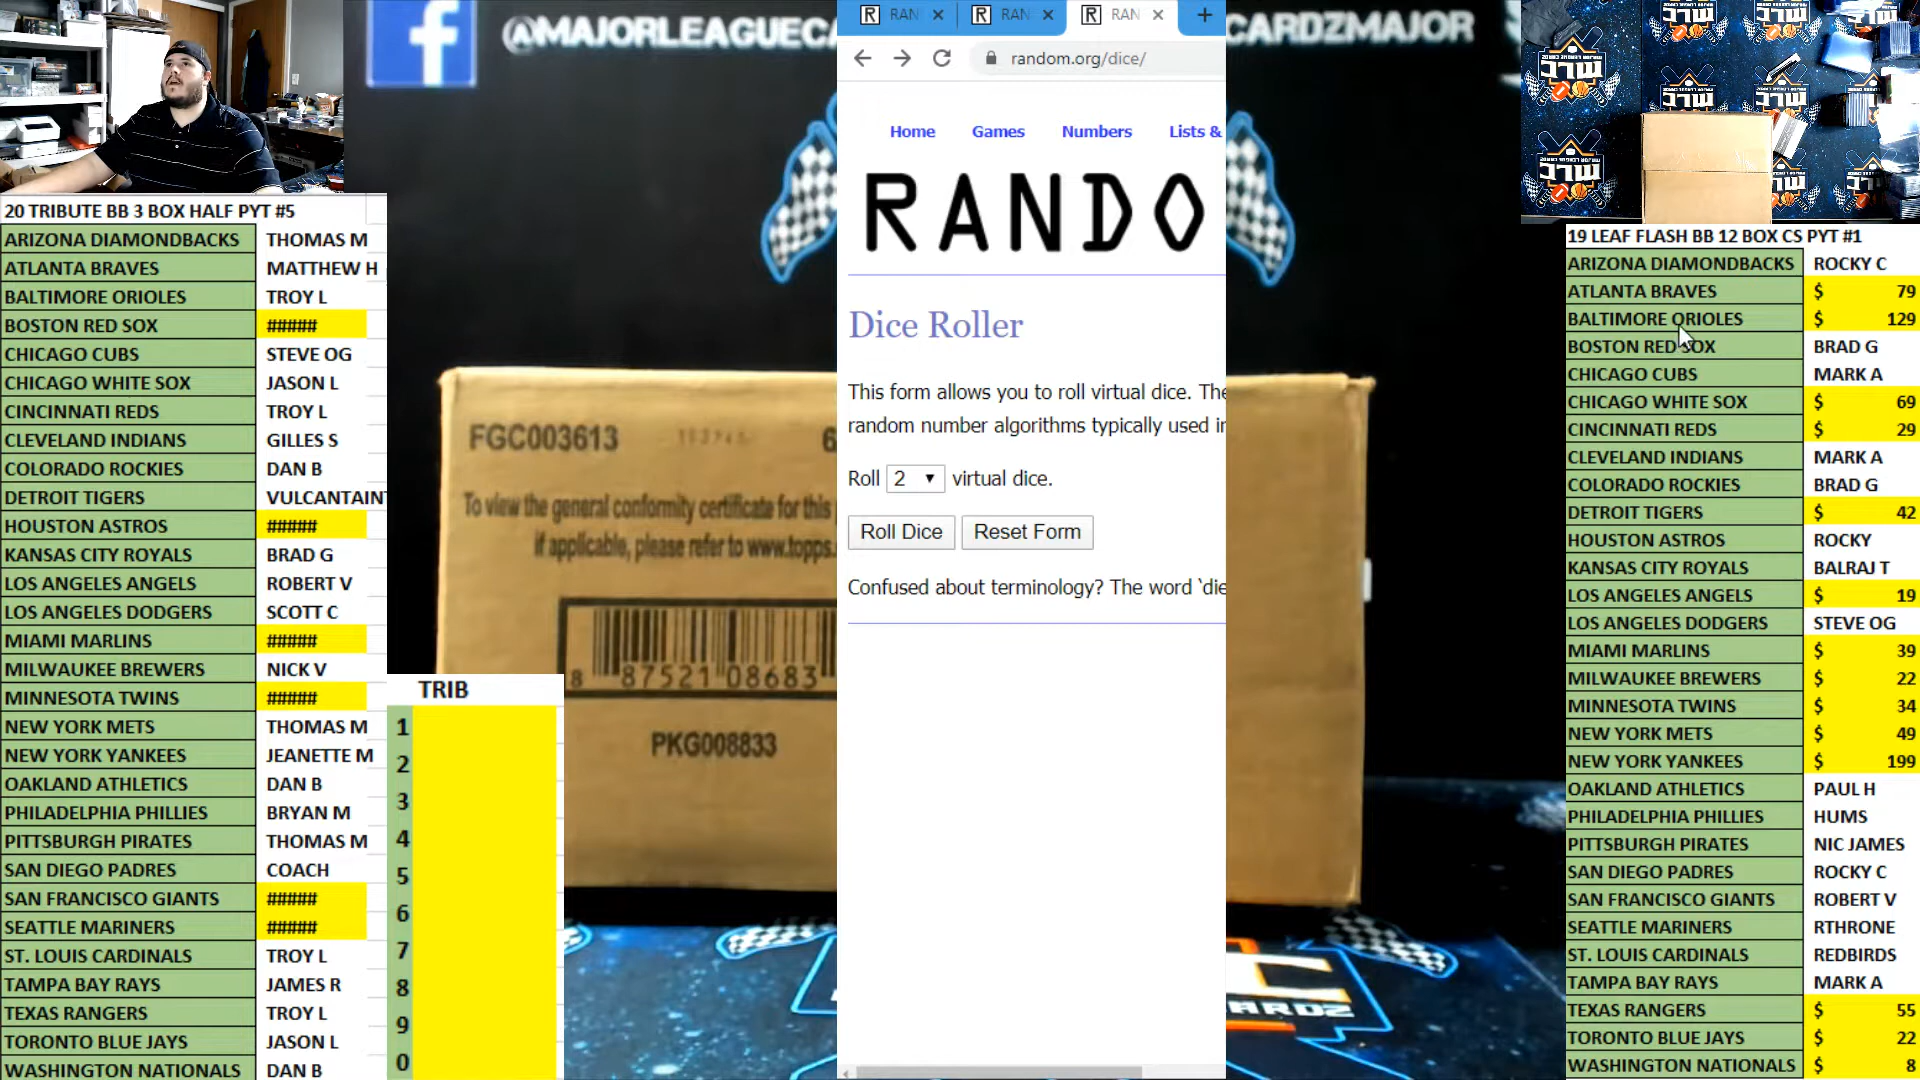 @MAJORLEAGUECA
CARDZMAJOR
RAN
RAN
RAN
random.org/dice/
Home
Games
Numbers
Lists &
RANDO
Dice Roller
This form allows you to roll virtual dice. The
random number algorithms typically used in
Roll 2 virtual dice.
Roll Dice
Reset Form
Confused about terminology? The word 'die
20 TRIBUTE BB 3 BOX HALF PYT #5
ARIZONA DIAMONDBACKS THOMAS M
ATLANTA BRAVES MATTHEW H
BALTIMORE ORIOLES TROY L
BOSTON RED SOX #####
CHICAGO CUBS STEVE OG
CHICAGO WHITE SOX JASON L
CINCINNATI REDS TROY L
CLEVELAND INDIANS GILLES S
COLORADO ROCKIES DAN B
DETROIT TIGERS VULCANTAIN
HOUSTON ASTROS #####
KANSAS CITY ROYALS BRAD G
LOS ANGELES ANGELS ROBERT V
LOS ANGELES DODGERS SCOTT C
MIAMI MARLINS #####
MILWAUKEE BREWERS NICK V
MINNESOTA TWINS #####
NEW YORK METS THOMAS M
NEW YORK YANKEES JEANETTE M
OAKLAND ATHLETICS DAN B
PHILADELPHIA PHILLIES BRYAN M
PITTSBURGH PIRATES THOMAS M
SAN DIEGO PADRES COACH
SAN FRANCISCO GIANTS #####
SEATTLE MARINERS #####
ST. LOUIS CARDINALS TROY L
TAMPA BAY RAYS JAMES R
TEXAS RANGERS TROY L
TORONTO BLUE JAYS JASON L
WASHINGTON NATIONALS DAN B
TRIB
1
2
3
4
5
6
7
8
9
0
FGC003613
6
To view the general conformity certificate for this
if applicable, please refer to www.topps.
8 87521 08683
PKG008833
19 LEAF FLASH BB 12 BOX CS PYT #1
ARIZONA DIAMONDBACKS ROCKY C
ATLANTA BRAVES $ 79
BALTIMORE ORIOLES $ 129
BOSTON RED SOX BRAD G
CHICAGO CUBS MARK A
CHICAGO WHITE SOX $ 69
CINCINNATI REDS $ 29
CLEVELAND INDIANS MARK A
COLORADO ROCKIES BRAD G
DETROIT TIGERS $ 42
HOUSTON ASTROS ROCKY
KANSAS CITY ROYALS BALRAJ T
LOS ANGELES ANGELS $ 19
LOS ANGELES DODGERS STEVE OG
MIAMI MARLINS $ 39
MILWAUKEE BREWERS $ 22
MINNESOTA TWINS $ 34
NEW YORK METS $ 49
NEW YORK YANKEES $ 199
OAKLAND ATHLETICS PAUL H
PHILADELPHIA PHILLIES HUMS
PITTSBURGH PIRATES NIC JAMES
SAN DIEGO PADRES ROCKY C
SAN FRANCISCO GIANTS ROBERT V
SEATTLE MARINERS RTHRONE
ST. LOUIS CARDINALS REDBIRDS
TAMPA BAY RAYS MARK A
TEXAS RANGERS $ 55
TORONTO BLUE JAYS $ 22
WASHINGTON NATIONALS $ 8